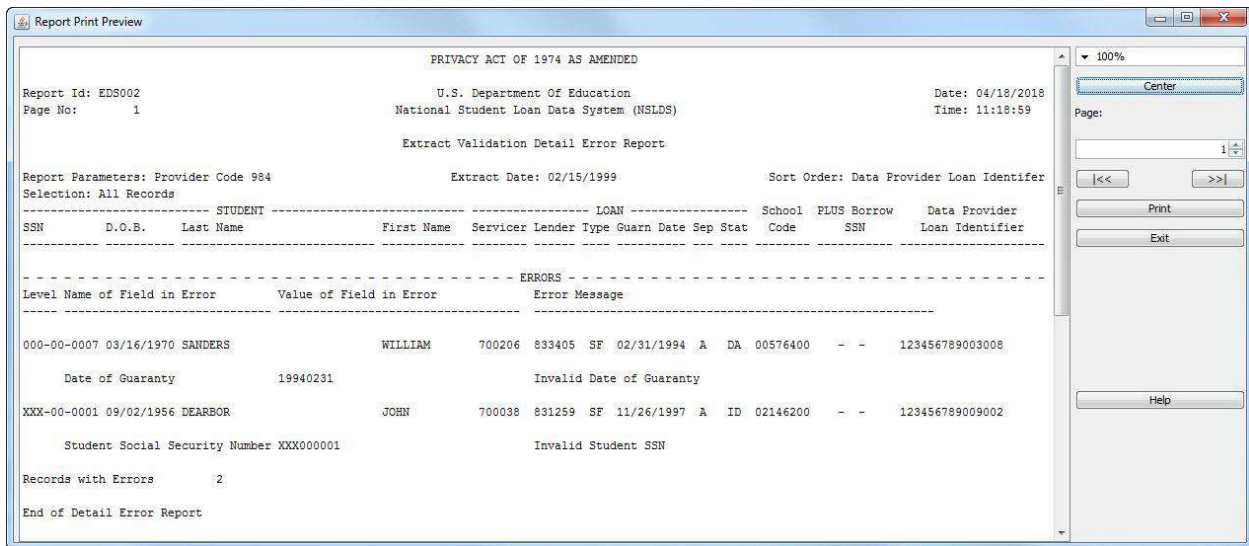 Report Print Preview
PRIVACY ACT OF 1974 AS AMENDED
Report Id: EDS002 U.S. Department Of Education Date: 04/18/2018
Page No: 1 National Student Loan Data System (NSLDS) Time: 11:18:59
Extract Validation Detail Error Report
Report Parameters: Provider Code 984 Extract Date: 02/15/1999 Sort Order: Data Provider Loan Identifer
Selection: All Records
--------------------------- STUDENT --------------------------- ----------------- LOAN ----------------- School PLUS Borrow Data Provider
SSN D.O.B. Last Name First Name Servicer Lender Type Guarn Date Sep Stat Code SSN Loan Identifier
- - - - - - - - - - - - - - - - - - - - - - - - - - - - - - - - - - - - ERRORS - - - - - - - - - - - - - - - - - - - - - - - - - - - - - - - - - - -
Level Name of Field in Error Value of Field in Error Error Message
000-00-0007 03/16/1970 SANDERS WILLIAM 700206 833405 SF 02/31/1994 A DA 00576400 - - 123456789003008
Date of Guaranty 19940231 Invalid Date of Guaranty
XXX-00-0001 09/02/1956 DEARBOR JOHN 700038 831259 SF 11/26/1997 A ID 02146200 - - 123456789009002
Student Social Security Number XXX000001 Invalid Student SSN
Records with Errors 2
End of Detail Error Report
100%
Center
Page:
1
|<< >>|
Print
Exit
Help